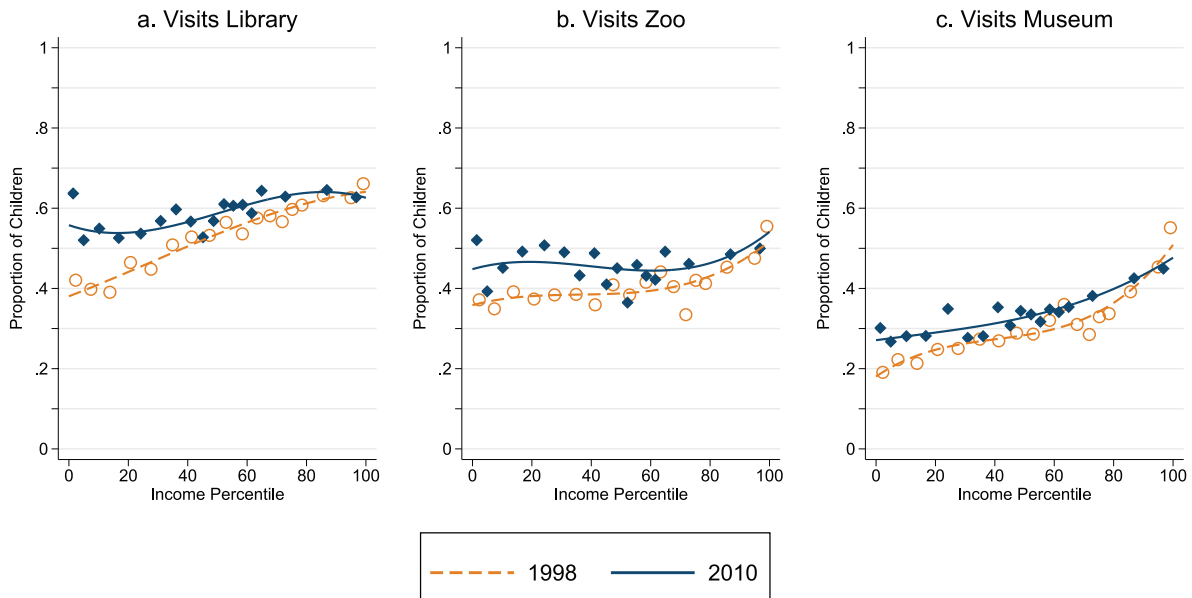 a. Visits Library
1
.8
.6
.4
.2
0
Proportion of Children
0 20 40 60 80 100
Income Percentile
b. Visits Zoo
1
.8
.6
.4
.2
0
Proportion of Children
0 20 40 60 80 100
Income Percentile
c. Visits Museum
1
.8
.6
.4
.2
0
Proportion of Children
0 20 40 60 80 100
Income Percentile
1998 2010